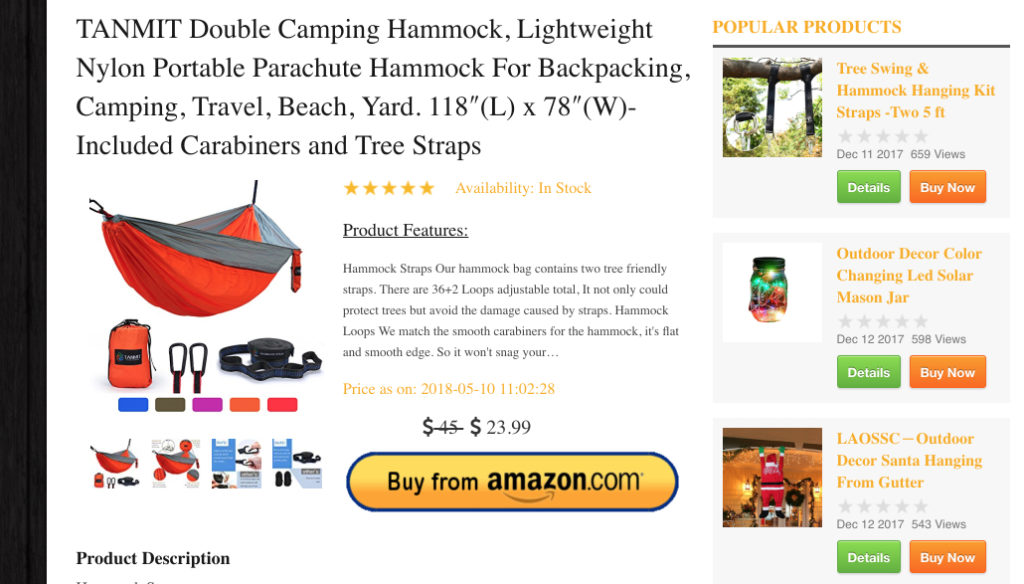 TANMIT Double Camping Hammock, Lightweight
Nylon Portable Parachute Hammock For Backpacking,
Camping, Travel, Beach, Yard. 118″(L) x 78″(W)-
Included Carabiners and Tree Straps
Availability: In Stock
Product Features:
Hammock Straps Our hammock bag contains two tree friendly
straps. There are 36+2 Loops adjustable total, It not only could
protect trees but avoid the damage caused by straps. Hammock
Loops We match the smooth carabiners for the hammock, it's flat
and smooth edge. So it won't snag your…
Price as on: 2018-05-10 11:02:28
$ 45 $ 23.99
Buy from amazon.com
TANMIT
Product Description
POPULAR PRODUCTS
Tree Swing &
Hammock Hanging Kit
Straps -Two 5 ft
Dec 11 2017 659 Views
Details Buy Now
Outdoor Decor Color
Changing Led Solar
Mason Jar
Dec 12 2017 598 Views
Details Buy Now
LAOSSC－Outdoor
Decor Santa Hanging
From Gutter
Dec 12 2017 543 Views
Details Buy Now